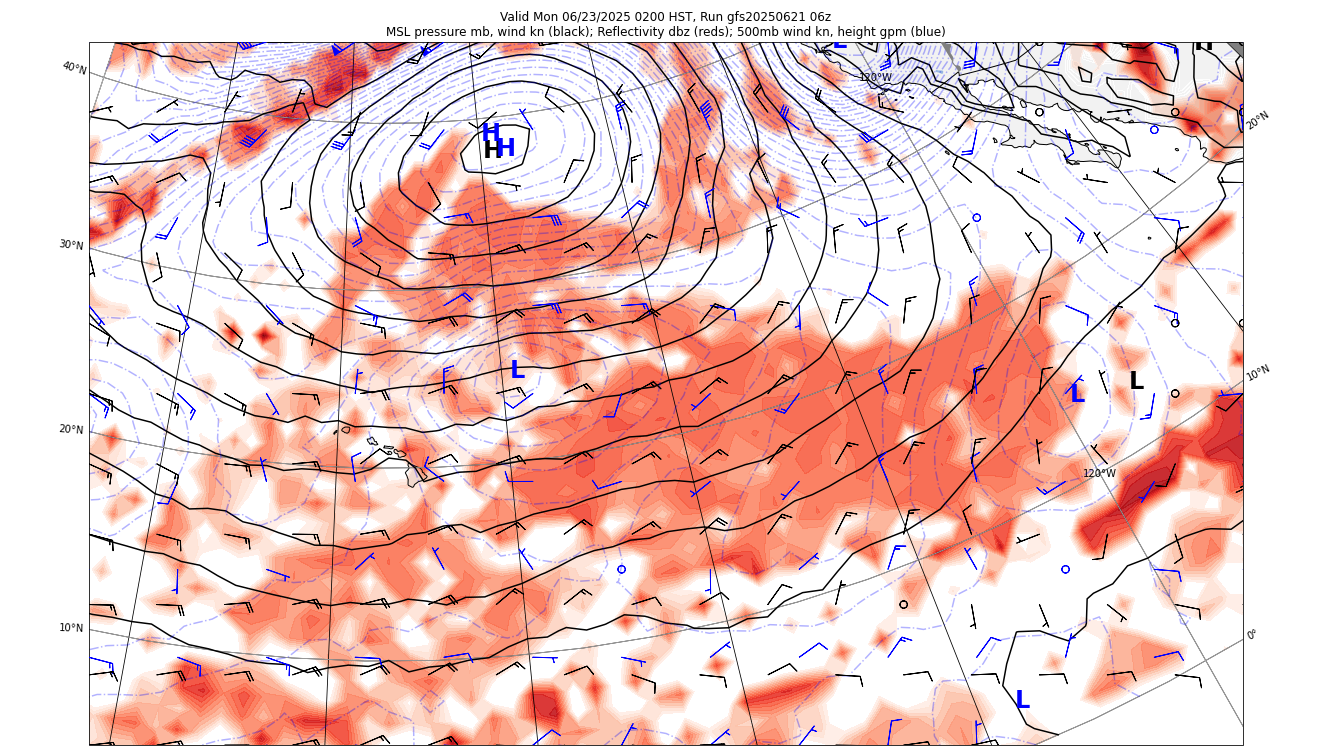 Valid Mon 06/23/2025 0200 HST, Run gfs20250621 06z
MSL pressure mb, wind kn (black); Reflectivity dbz (reds); 500mb wind kn, height gpm (blue)
L
H
40°N
120°W
20°N
H
H
H
30°N
L
L
L
10°N
20°N
120°W
10°N
0°
L